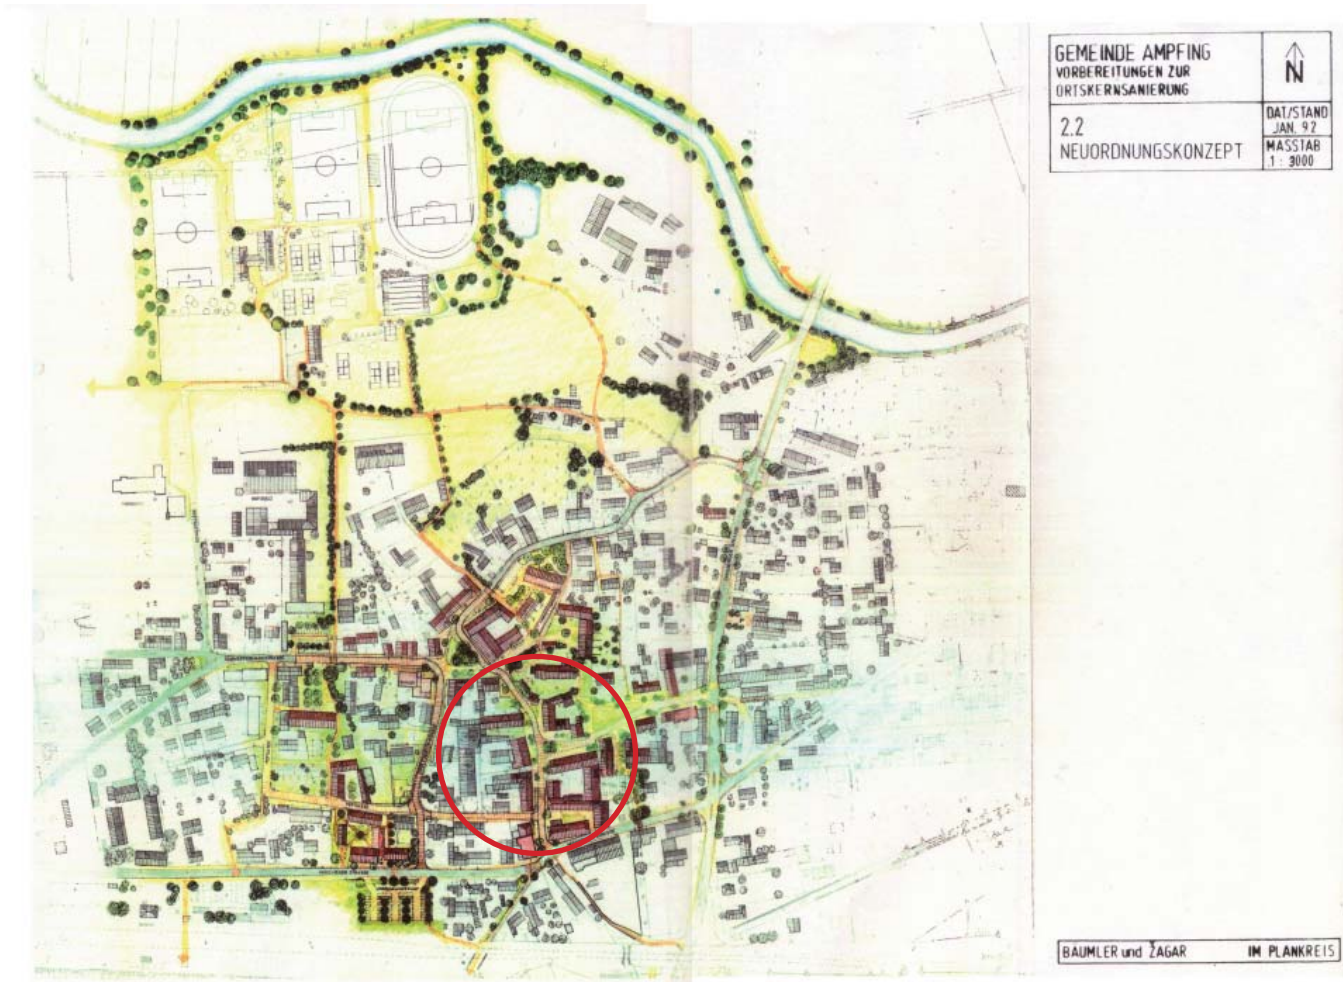 GEMEINDE AMPFING
VORBEREITUNGEN ZUR
ORTSKERNSANIERUNG
N
2.2
NEUORDNUNGSKONZEPT
DAT/STAND
JAN. 92
MASSTAB
1 : 3000
BÄUMLER und ŽAGAR IM PLANKREIS